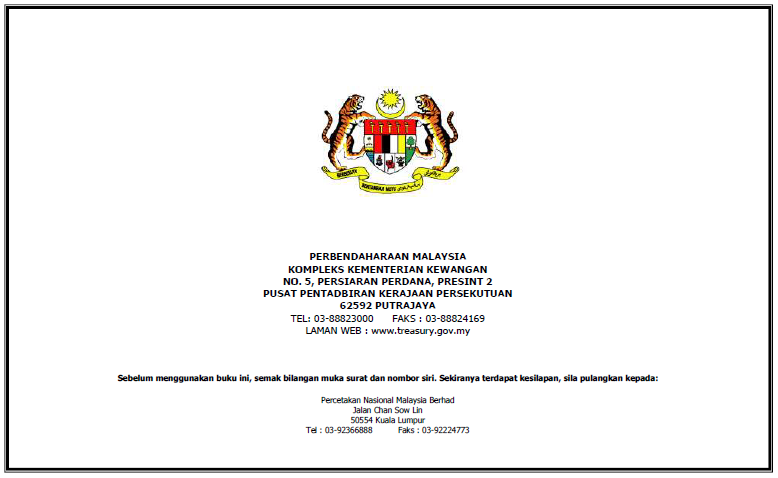 BERSEKUTU BERTAMBAH MUTU
PERBENDAHARAAN MALAYSIA
KOMPLEKS KEMENTERIAN KEWANGAN
NO. 5, PERSIARAN PERDANA, PRESINT 2
PUSAT PENTADBIRAN KERAJAAN PERSEKUTUAN
62592 PUTRAJAYA
TEL: 03-88823000 FAKS : 03-88824169
LAMAN WEB : www.treasury.gov.my
Sebelum menggunakan buku ini, semak bilangan muka surat dan nombor siri. Sekiranya terdapat kesilapan, sila pulangkan kepada:
Percetakan Nasional Malaysia Berhad
Jalan Chan Sow Lin
50554 Kuala Lumpur
Tel : 03-92366888 Faks : 03-92224773